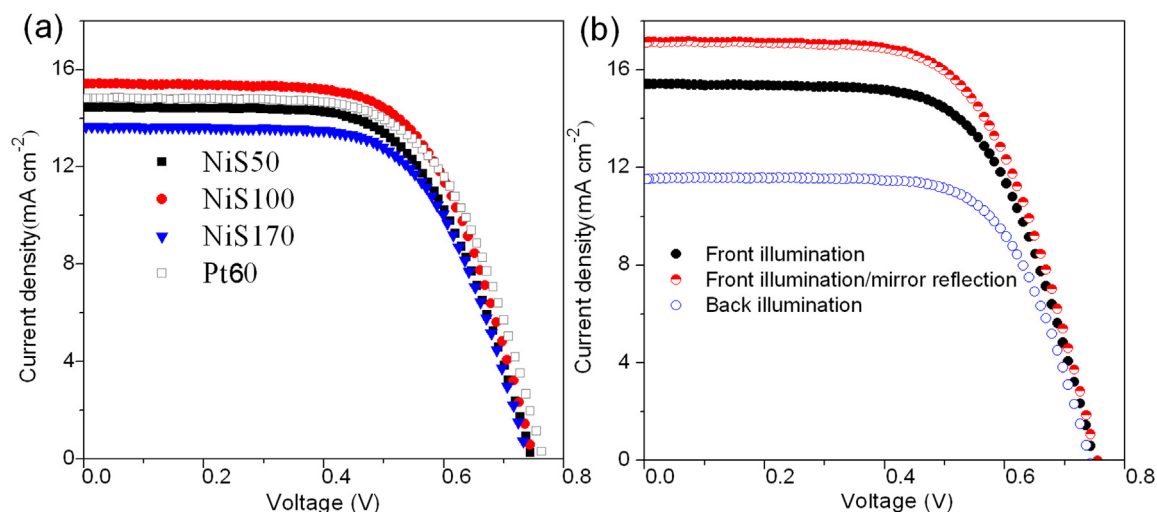 (a)
Current density(mA cm⁻²)
16
12
8
4
0
NiS50
NiS100
NiS170
Pt60
0.0
0.2
0.4
0.6
0.8
Voltage (V)
(b)
Current density(mA cm⁻²)
16
12
8
4
0
Front illumination
Front illumination/mirror reflection
Back illumination
0.0
0.2
0.4
0.6
0.8
Voltage (V)